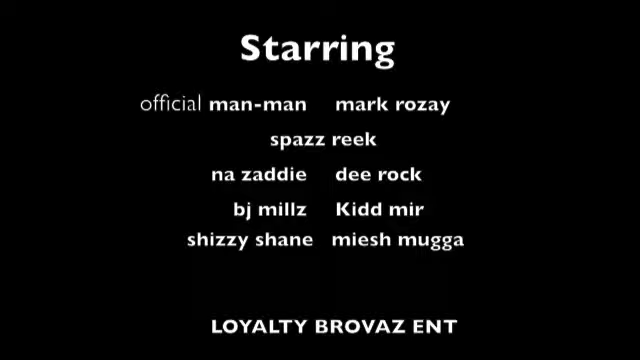 Starring
official man-man mark rozay
spazz reek
na zaddie dee rock
bj millz Kidd mir
shizzy shane miesh mugga
LOYALTY BROVAZ ENT